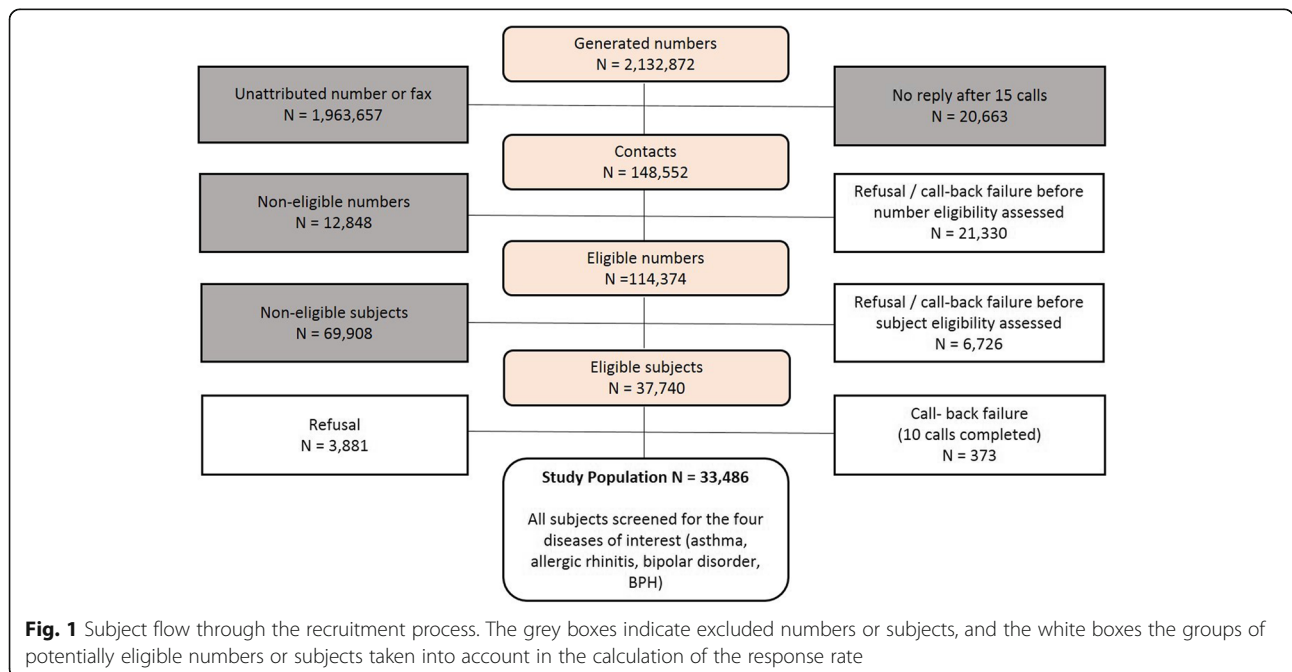 Generated numbers
N = 2,132,872
Unattributed number or fax
N = 1,963,657
No reply after 15 calls
N = 20,663
Contacts
N = 148,552
Non-eligible numbers
N = 12,848
Refusal / call-back failure before
number eligibility assessed
N = 21,330
Eligible numbers
N =114,374
Non-eligible subjects
N = 69,908
Refusal / call-back failure before
subject eligibility assessed
N = 6,726
Eligible subjects
N = 37,740
Refusal
N = 3,881
Call- back failure
(10 calls completed)
N = 373
Study Population N = 33,486
All subjects screened for the four
diseases of interest (asthma,
allergic rhinitis, bipolar disorder,
BPH)
Fig. 1 Subject flow through the recruitment process. The grey boxes indicate excluded numbers or subjects, and the white boxes the groups of
potentially eligible numbers or subjects taken into account in the calculation of the response rate